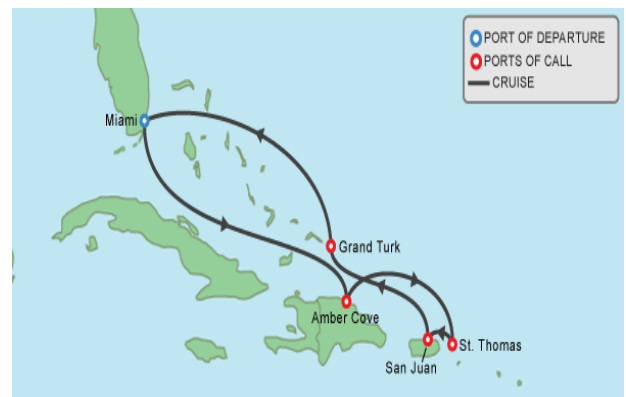 PORT OF DEPARTURE
PORTS OF CALL
CRUISE
Miami
Grand Turk
Amber Cove
St. Thomas
San Juan